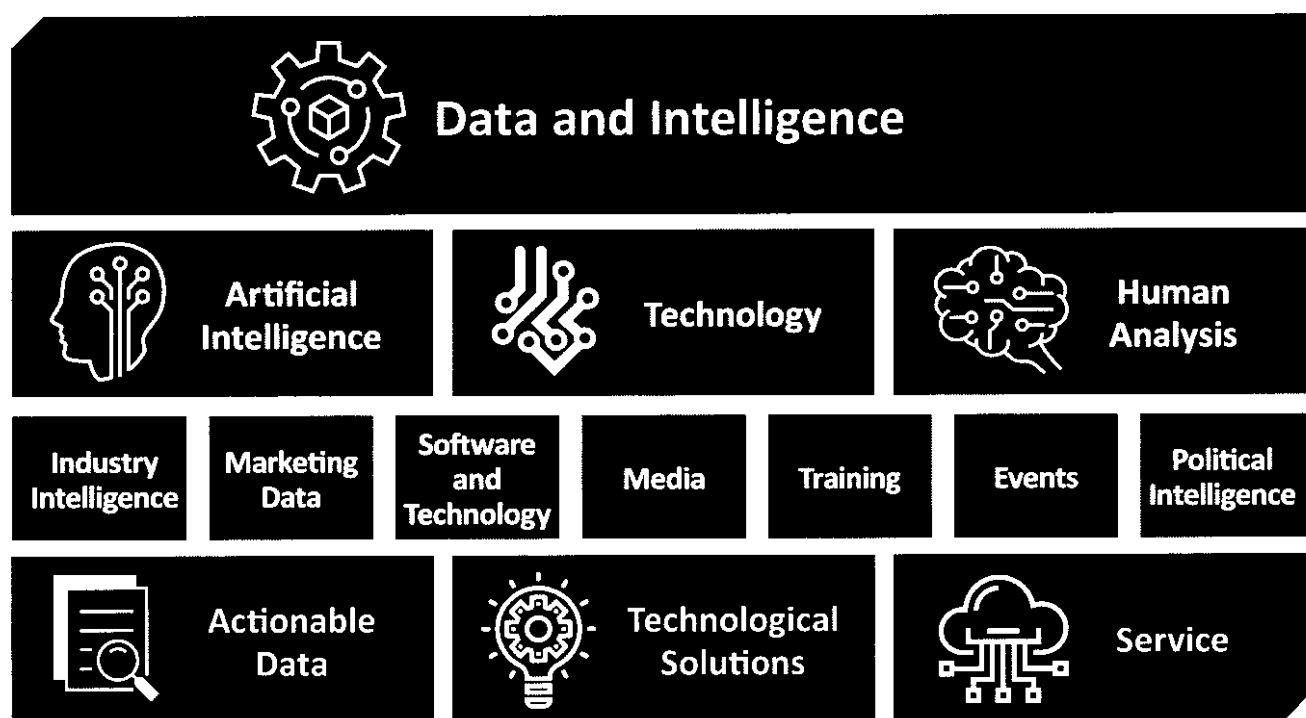 Data and Intelligence
Artificial
Intelligence
Technology
Human
Analysis
Industry
Intelligence
Marketing
Data
Software
and
Technology
Media
Training
Events
Political
Intelligence
Actionable
Data
Technological
Solutions
Service